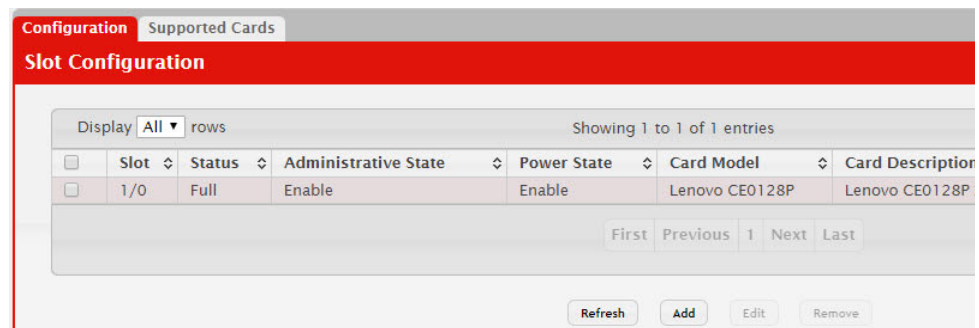 Configuration Supported Cards
Slot Configuration
Display All rows Showing 1 to 1 of 1 entries
Slot Status Administrative State Power State Card Model Card Description
1/0 Full Enable Enable Lenovo CE0128P Lenovo CE0128P
First Previous 1 Next Last
Refresh Add Edit Remove